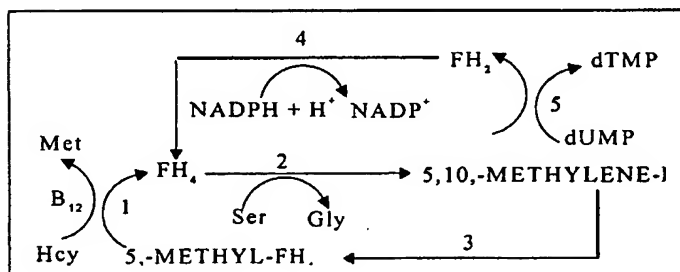 4
FH₂ dTMP
NADPH + H⁺ NADP⁺ 5
Met dUMP
FH₄ 2 5,10,-METHYLENE-
B₁₂ 1 Ser Gly
Hcy 5,-METHYL-FH 3